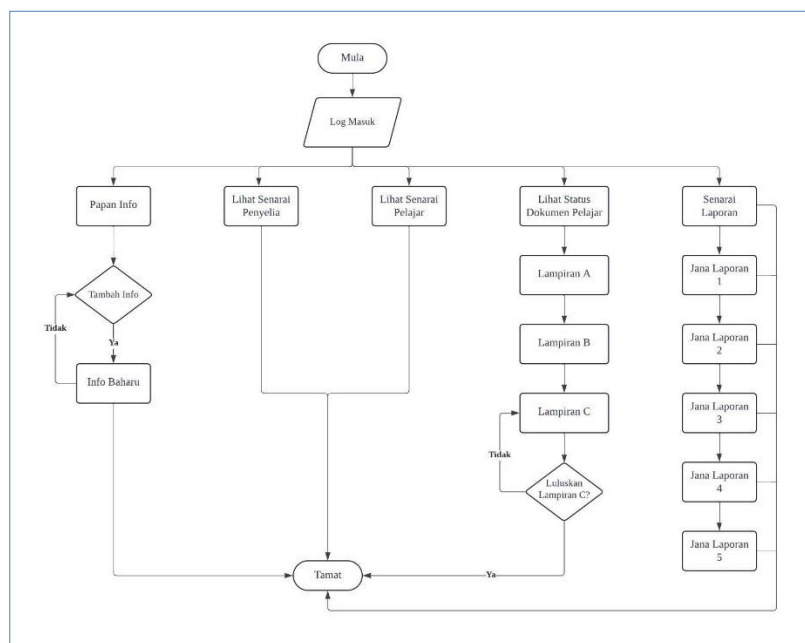 Mula
Log Masuk
Papan Info
Lihat Senarai
Penyelia
Lihat Senarai
Pelajar
Lihat Status
Dokumen Pelajar
Senarai
Laporan
Tambah Info
Tidak
Ya
Info Baharu
Lampiran A
Lampiran B
Lampiran C
Tidak
Luluskan
Lampiran C?
Ya
Jana Laporan
1
Jana Laporan
2
Jana Laporan
3
Jana Laporan
4
Jana Laporan
5
Tamat